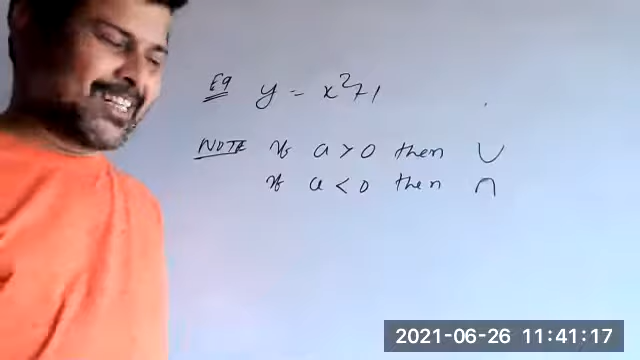 Eg y = x²+1
NOTE If a > 0 then ∪
If a < 0 then ∩
2021-06-26 11:41:17